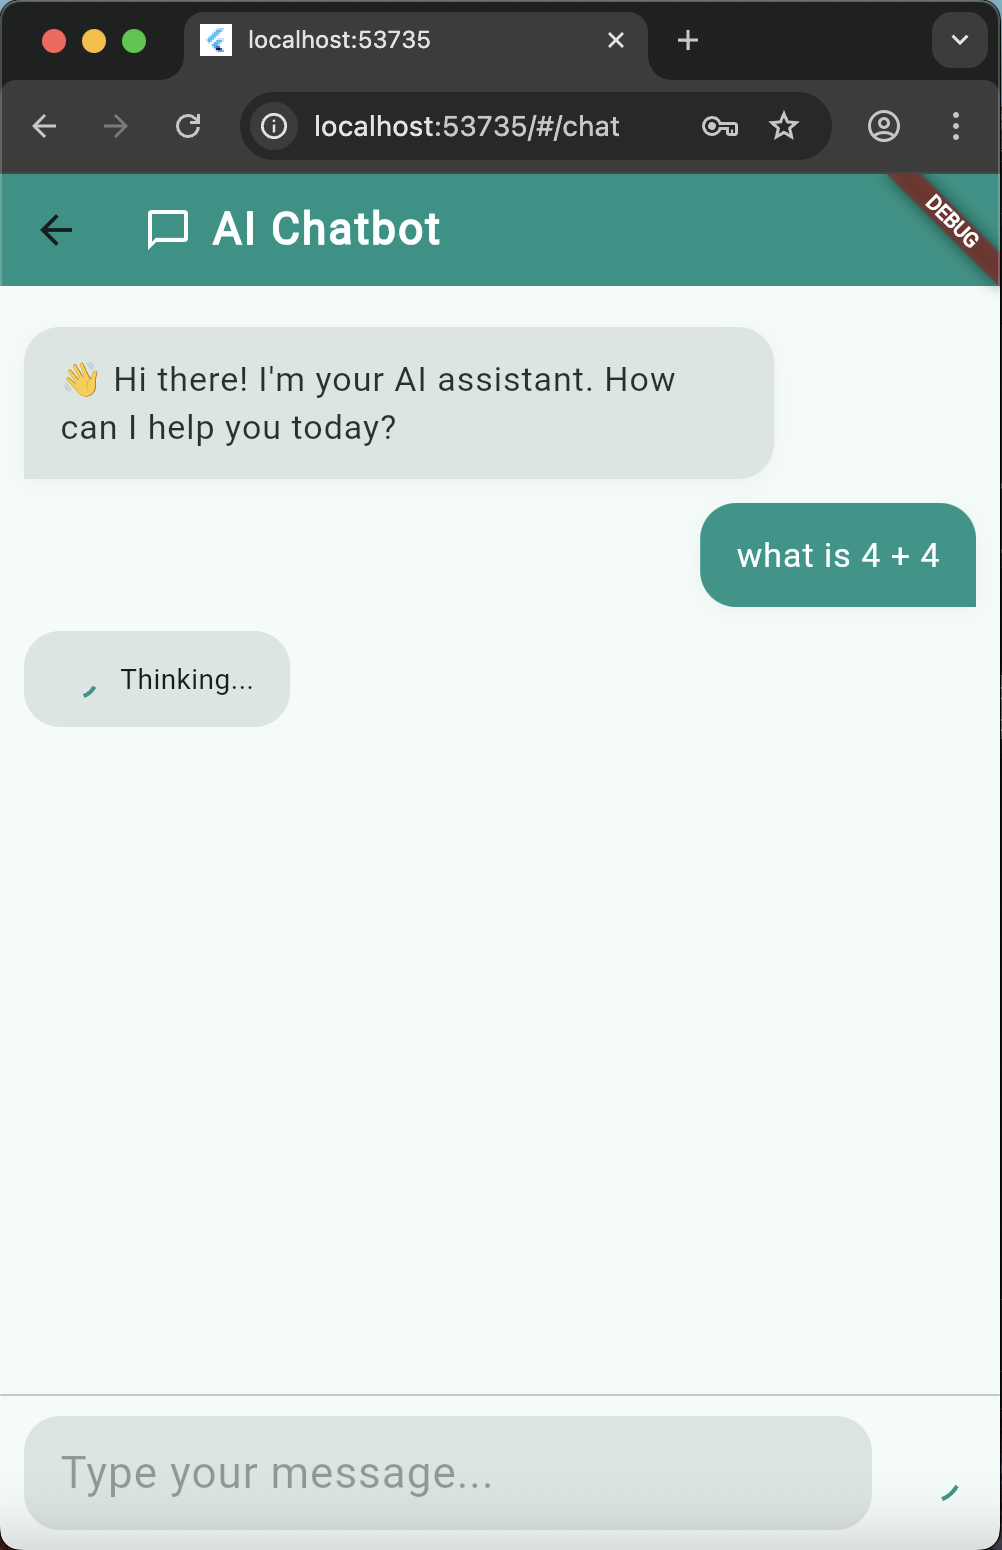 localhost:53735
localhost:53735/#/chat
AI Chatbot
DEBUG
👋 Hi there! I'm your AI assistant. How
can I help you today?
what is 4 + 4
Thinking...
Type your message...